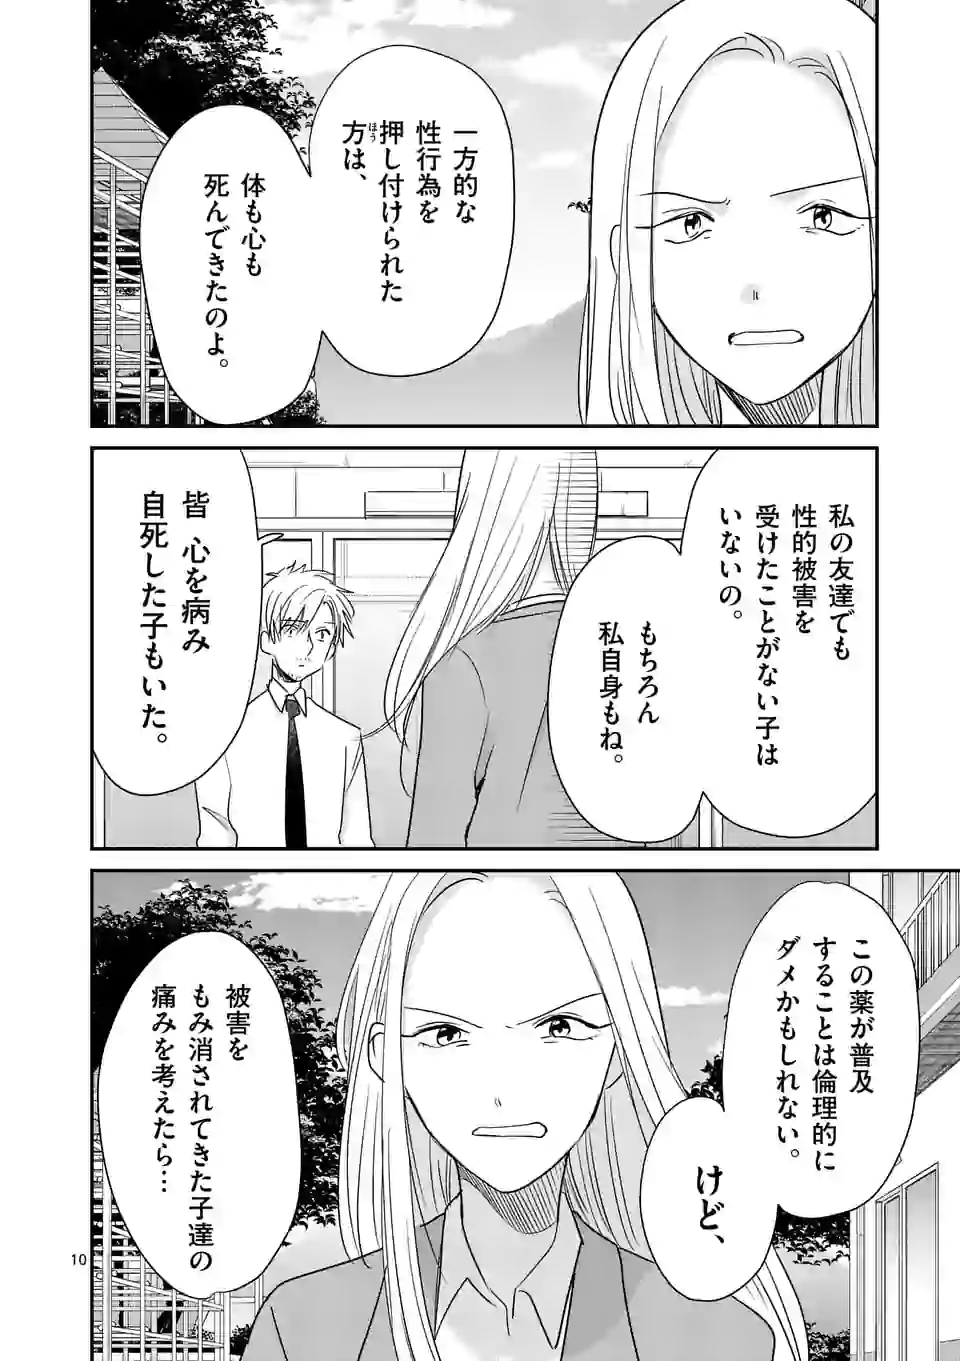 一方的な
性行為を
押し付けられた
方は、
ほう
体も心も
死んできたのよ。
私の友達でも
性的被害を
受けたことがない子は
いないの。
もちろん
私自身もね。
皆 心を病み
自死した子もいた。
この薬が普及
することは倫理的に
ダメかもしれない。
けど、
被害を
もみ消されてきた子達の
痛みを考えたら…
10